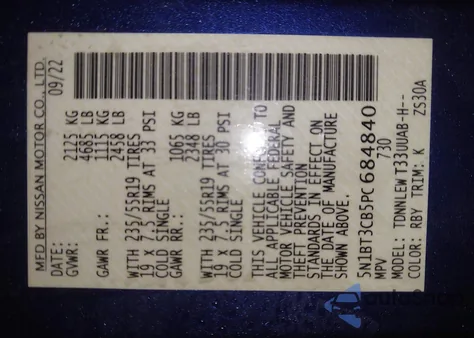 MFD BY NISSAN MOTOR CO., LTD.
DATE: 09/22
GVWR: 2125 KG
4685 LB
GAWR FR.: 1115 KG
2458 LB
WITH 235/55R19 TIRES
19 x 7.5 RIMS AT 33 PSI
COLD SINGLE
GAWR RR: 1065 KG
2348 LB
WITH 235/55R19 TIRES
19 x 7.5 RIMS AT 30 PSI
COLD SINGLE
THIS VEHICLE CONFORMS TO
ALL APPLICABLE FEDERAL
MOTOR VEHICLE SAFETY AND
THEFT PREVENTION
STANDARDS IN EFFECT ON
THE DATE OF MANUFACTURE
SHOWN ABOVE.
5N1BT3CB5PC684840
MPV 730
MODEL: TDNNLEW T33UUAB-H--
COLOR: RBY TRIM: K ZS30A